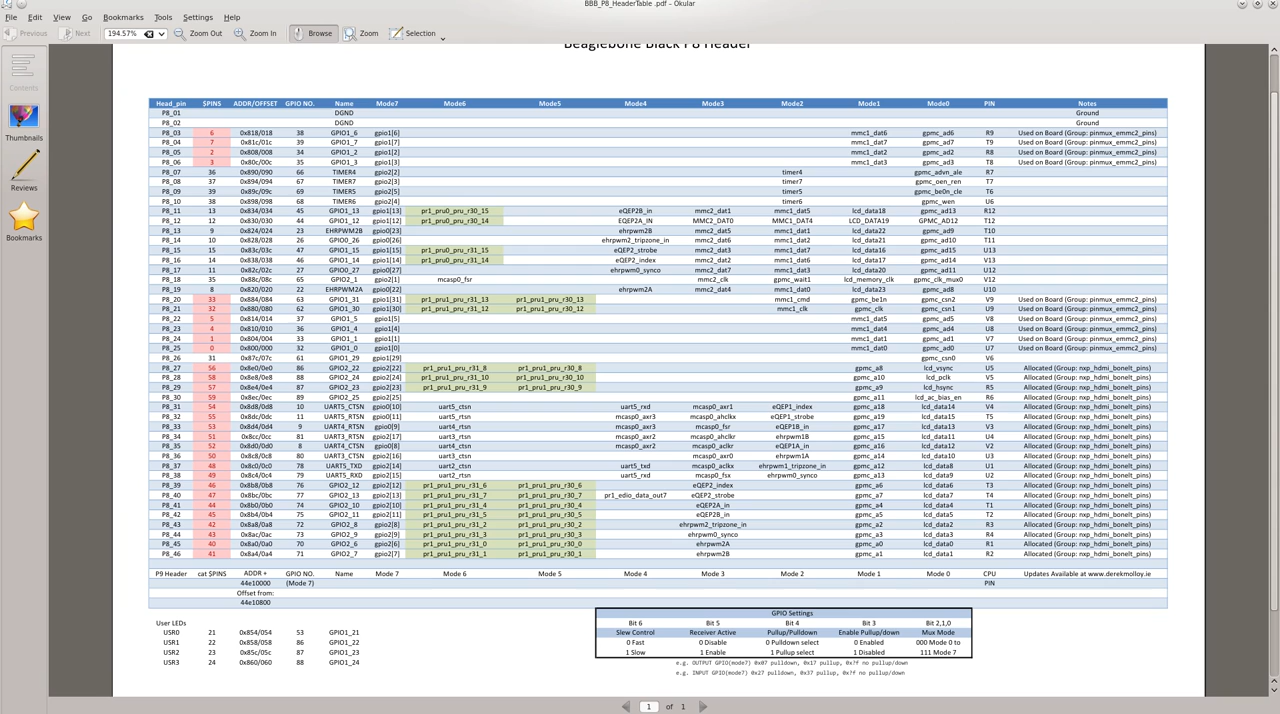 BBB_P8_HeaderTable .pdf – Okular
File Edit View Go Bookmarks Tools Settings Help
Previous Next 194.57% Zoom Out Zoom In Browse Zoom Selection
Contents
Thumbnails
Reviews
Bookmarks
Beaglebone Black P8 Header
Head_pin $PINS ADDR/OFFSET GPIO NO. Name Mode7 Mode6 Mode5 Mode4 Mode3 Mode2 Mode1 Mode0 PIN Notes
P8_01 DGND Ground
P8_02 DGND Ground
P8_03 6 0x818/018 38 GPIO1_6 gpio1[6] mmc1_dat6 gpmc_ad6 R9 Used on Board (Group: pinmux_emmc2_pins)
P8_04 7 0x81c/01c 39 GPIO1_7 gpio1[7] mmc1_dat7 gpmc_ad7 T9 Used on Board (Group: pinmux_emmc2_pins)
P8_05 2 0x808/008 34 GPIO1_2 gpio1[2] mmc1_dat2 gpmc_ad2 R8 Used on Board (Group: pinmux_emmc2_pins)
P8_06 3 0x80c/00c 35 GPIO1_3 gpio1[3] mmc1_dat3 gpmc_ad3 T8 Used on Board (Group: pinmux_emmc2_pins)
P8_07 36 0x890/090 66 TIMER4 gpio2[2] timer4 gpmc_advn_ale R7
P8_08 37 0x894/094 67 TIMER7 gpio2[3] timer7 gpmc_oen_ren T7
P8_09 39 0x89c/09c 69 TIMER5 gpio2[5] timer5 gpmc_be0n_cle T6
P8_10 38 0x898/098 68 TIMER6 gpio2[4] timer6 gpmc_wen U6
P8_11 13 0x834/034 45 GPIO1_13 gpio1[13] pr1_pru0_pru_r30_15 eQEP2B_in mmc2_dat1 mmc1_dat5 lcd_data18 gpmc_ad13 R12
P8_12 12 0x830/030 44 GPIO1_12 gpio1[12] pr1_pru0_pru_r30_14 EQEP2A_IN MMC2_DAT0 MMC1_DAT4 LCD_DATA19 GPMC_AD12 T12
P8_13 9 0x824/024 23 EHRPWM2B gpio0[23] ehrpwm2B mmc2_dat5 mmc1_dat1 lcd_data22 gpmc_ad9 T10
P8_14 10 0x828/028 26 GPIO0_26 gpio0[26] ehrpwm2_tripzone_in mmc2_dat6 mmc1_dat2 lcd_data21 gpmc_ad10 T11
P8_15 15 0x83c/03c 47 GPIO1_15 gpio1[15] pr1_pru0_pru_r31_15 eQEP2_strobe mmc2_dat3 mmc1_dat7 lcd_data16 gpmc_ad15 U13
P8_16 14 0x838/038 46 GPIO1_14 gpio1[14] pr1_pru0_pru_r31_14 eQEP2_index mmc2_dat2 mmc1_dat6 lcd_data17 gpmc_ad14 V13
P8_17 11 0x82c/02c 27 GPIO0_27 gpio0[27] ehrpwm0_synco mmc2_dat7 mmc1_dat3 lcd_data20 gpmc_ad11 U12
P8_18 35 0x88c/08c 65 GPIO2_1 gpio2[1] mcasp0_fsr mmc2_clk gpmc_wait1 lcd_memory_clk gpmc_clk_mux0 V12
P8_19 8 0x820/020 22 EHRPWM2A gpio0[22] ehrpwm2A mmc2_dat4 mmc1_dat0 lcd_data23 gpmc_ad8 U10
P8_20 33 0x884/084 63 GPIO1_31 gpio1[31] pr1_pru1_pru_r31_13 pr1_pru1_pru_r30_13 mmc1_cmd gpmc_be1n gpmc_csn2 V9 Used on Board (Group: pinmux_emmc2_pins)
P8_21 32 0x880/080 62 GPIO1_30 gpio1[30] pr1_pru1_pru_r31_12 pr1_pru1_pru_r30_12 mmc1_clk gpmc_clk gpmc_csn1 U9 Used on Board (Group: pinmux_emmc2_pins)
P8_22 5 0x814/014 37 GPIO1_5 gpio1[5] mmc1_dat5 gpmc_ad5 V8 Used on Board (Group: pinmux_emmc2_pins)
P8_23 4 0x810/010 36 GPIO1_4 gpio1[4] mmc1_dat4 gpmc_ad4 U8 Used on Board (Group: pinmux_emmc2_pins)
P8_24 1 0x804/004 33 GPIO1_1 gpio1[1] mmc1_dat1 gpmc_ad1 V7 Used on Board (Group: pinmux_emmc2_pins)
P8_25 0 0x800/000 32 GPIO1_0 gpio1[0] mmc1_dat0 gpmc_ad0 U7 Used on Board (Group: pinmux_emmc2_pins)
P8_26 31 0x87c/07c 61 GPIO1_29 gpio1[29] gpmc_csn0 V6
P8_27 56 0x8e0/0e0 86 GPIO2_22 gpio2[22] pr1_pru1_pru_r31_8 pr1_pru1_pru_r30_8 gpmc_a8 lcd_vsync U5 Allocated (Group: nxp_hdmi_bonelt_pins)
P8_28 58 0x8e8/0e8 88 GPIO2_24 gpio2[24] pr1_pru1_pru_r31_10 pr1_pru1_pru_r30_10 gpmc_a10 lcd_pclk V5 Allocated (Group: nxp_hdmi_bonelt_pins)
P8_29 57 0x8e4/0e4 87 GPIO2_23 gpio2[23] pr1_pru1_pru_r31_9 pr1_pru1_pru_r30_9 gpmc_a9 lcd_hsync R5 Allocated (Group: nxp_hdmi_bonelt_pins)
P8_30 59 0x8ec/0ec 89 GPIO2_25 gpio2[25] gpmc_a11 lcd_ac_bias_en R6 Allocated (Group: nxp_hdmi_bonelt_pins)
P8_31 54 0x8d8/0d8 10 UART5_CTSN gpio0[10] uart5_ctsn uart5_rxd mcasp0_axr1 eQEP1_index gpmc_a18 lcd_data14 V4 Allocated (Group: nxp_hdmi_bonelt_pins)
P8_32 55 0x8dc/0dc 11 UART5_RTSN gpio0[11] uart5_rtsn mcasp0_axr3 mcasp0_ahclkx eQEP1_strobe gpmc_a19 lcd_data15 T5 Allocated (Group: nxp_hdmi_bonelt_pins)
P8_33 53 0x8d4/0d4 9 UART4_RTSN gpio0[9] uart4_rtsn mcasp0_axr3 mcasp0_fsr eQEP1B_in gpmc_a17 lcd_data13 V3 Allocated (Group: nxp_hdmi_bonelt_pins)
P8_34 51 0x8cc/0cc 81 UART3_RTSN gpio2[17] uart3_rtsn mcasp0_axr2 mcasp0_ahclkr ehrpwm1B gpmc_a15 lcd_data11 U4 Allocated (Group: nxp_hdmi_bonelt_pins)
P8_35 52 0x8d0/0d0 8 UART4_CTSN gpio0[8] uart4_ctsn mcasp0_axr2 mcasp0_aclkr eQEP1A_in gpmc_a16 lcd_data12 V2 Allocated (Group: nxp_hdmi_bonelt_pins)
P8_36 50 0x8c8/0c8 80 UART3_CTSN gpio2[16] uart3_ctsn mcasp0_axr0 ehrpwm1A gpmc_a14 lcd_data10 U3 Allocated (Group: nxp_hdmi_bonelt_pins)
P8_37 48 0x8c0/0c0 78 UART5_TXD gpio2[14] uart2_ctsn uart5_txd mcasp0_aclkx ehrpwm1_tripzone_in gpmc_a12 lcd_data8 U1 Allocated (Group: nxp_hdmi_bonelt_pins)
P8_38 49 0x8c4/0c4 79 UART5_RXD gpio2[15] uart2_rtsn uart5_rxd mcasp0_fsx ehrpwm0_synco gpmc_a13 lcd_data9 U2 Allocated (Group: nxp_hdmi_bonelt_pins)
P8_39 46 0x8b8/0b8 76 GPIO2_12 gpio2[12] pr1_pru1_pru_r31_6 pr1_pru1_pru_r30_6 eQEP2_index gpmc_a6 lcd_data6 T3 Allocated (Group: nxp_hdmi_bonelt_pins)
P8_40 47 0x8bc/0bc 77 GPIO2_13 gpio2[13] pr1_pru1_pru_r31_7 pr1_pru1_pru_r30_7 pr1_edio_data_out7 eQEP2_strobe gpmc_a7 lcd_data7 T4 Allocated (Group: nxp_hdmi_bonelt_pins)
P8_41 44 0x8b0/0b0 74 GPIO2_10 gpio2[10] pr1_pru1_pru_r31_4 pr1_pru1_pru_r30_4 eQEP2A_in gpmc_a4 lcd_data4 T1 Allocated (Group: nxp_hdmi_bonelt_pins)
P8_42 45 0x8b4/0b4 75 GPIO2_11 gpio2[11] pr1_pru1_pru_r31_5 pr1_pru1_pru_r30_5 eQEP2B_in gpmc_a5 lcd_data5 T2 Allocated (Group: nxp_hdmi_bonelt_pins)
P8_43 42 0x8a8/0a8 72 GPIO2_8 gpio2[8] pr1_pru1_pru_r31_2 pr1_pru1_pru_r30_2 ehrpwm2_tripzone_in gpmc_a2 lcd_data2 R3 Allocated (Group: nxp_hdmi_bonelt_pins)
P8_44 43 0x8ac/0ac 73 GPIO2_9 gpio2[9] pr1_pru1_pru_r31_3 pr1_pru1_pru_r30_3 ehrpwm0_synco gpmc_a3 lcd_data3 R4 Allocated (Group: nxp_hdmi_bonelt_pins)
P8_45 40 0x8a0/0a0 70 GPIO2_6 gpio2[6] pr1_pru1_pru_r31_0 pr1_pru1_pru_r30_0 ehrpwm2A gpmc_a0 lcd_data0 R1 Allocated (Group: nxp_hdmi_bonelt_pins)
P8_46 41 0x8a4/0a4 71 GPIO2_7 gpio2[7] pr1_pru1_pru_r31_1 pr1_pru1_pru_r30_1 ehrpwm2B gpmc_a1 lcd_data1 R2 Allocated (Group: nxp_hdmi_bonelt_pins)
P9 Header cat $PINS ADDR + GPIO NO. Name Mode 7 Mode 6 Mode 5 Mode 4 Mode 3 Mode 2 Mode 1 Mode 0 CPU Updates Available at www.derekmolloy.ie
44e10000 (Mode 7) PIN
Offset from:
44e10800
GPIO Settings
User LEDs Bit 6 Bit 5 Bit 4 Bit 3 Bit 2,1,0
USR0 21 0x854/054 53 GPIO1_21 Slew Control Receiver Active Pullup/Pulldown Enable Pullup/down Mux Mode
USR1 22 0x858/058 86 GPIO1_22 0 Fast 0 Disable 0 Pulldown select 0 Enabled 000 Mode 0 to
USR2 23 0x85c/05c 87 GPIO1_23 1 Slow 1 Enable 1 Pullup select 1 Disabled 111 Mode 7
USR3 24 0x860/060 88 GPIO1_24 e.g. OUTPUT GPIO(mode7) 0x07 pulldown, 0x17 pullup, 0x?f no pullup/down
e.g. INPUT GPIO(mode7) 0x27 pulldown, 0x37 pullup, 0x?f no pullup/down
1 of 1